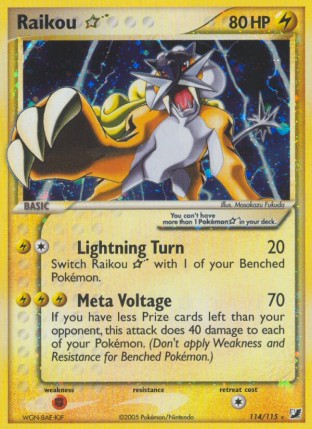 Raikou ☆ 80 HP
Illus. Masakazu Fukuda
BASIC
You can't have
more than 1 Pokémon☆ in your deck.
Lightning Turn 20
Switch Raikou ☆ with 1 of your Benched
Pokémon.
Meta Voltage 70
If you have less Prize cards left than your
opponent, this attack does 40 damage to each
of your Pokémon. (Don't apply Weakness and
Resistance for Benched Pokémon.)
weakness resistance retreat cost
WGN-BAE-K0F ©2005 Pokémon/Nintendo 114/115 ★